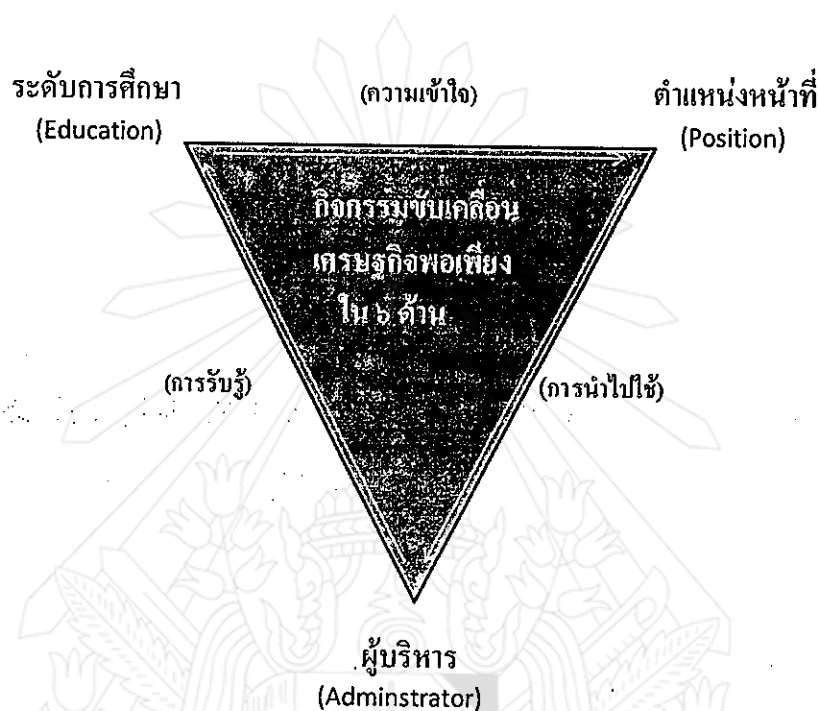 ระดับการศึกษา
(Education)
(ความเข้าใจ)
ตำแหน่งหน้าที่
(Position)
กิจกรรมขับเคลื่อน
เศรษฐกิจพอเพียง
ใน ๖ ด้าน
(การรับรู้)
(การนำไปใช้)
ผู้บริหาร
(Adminstrator)